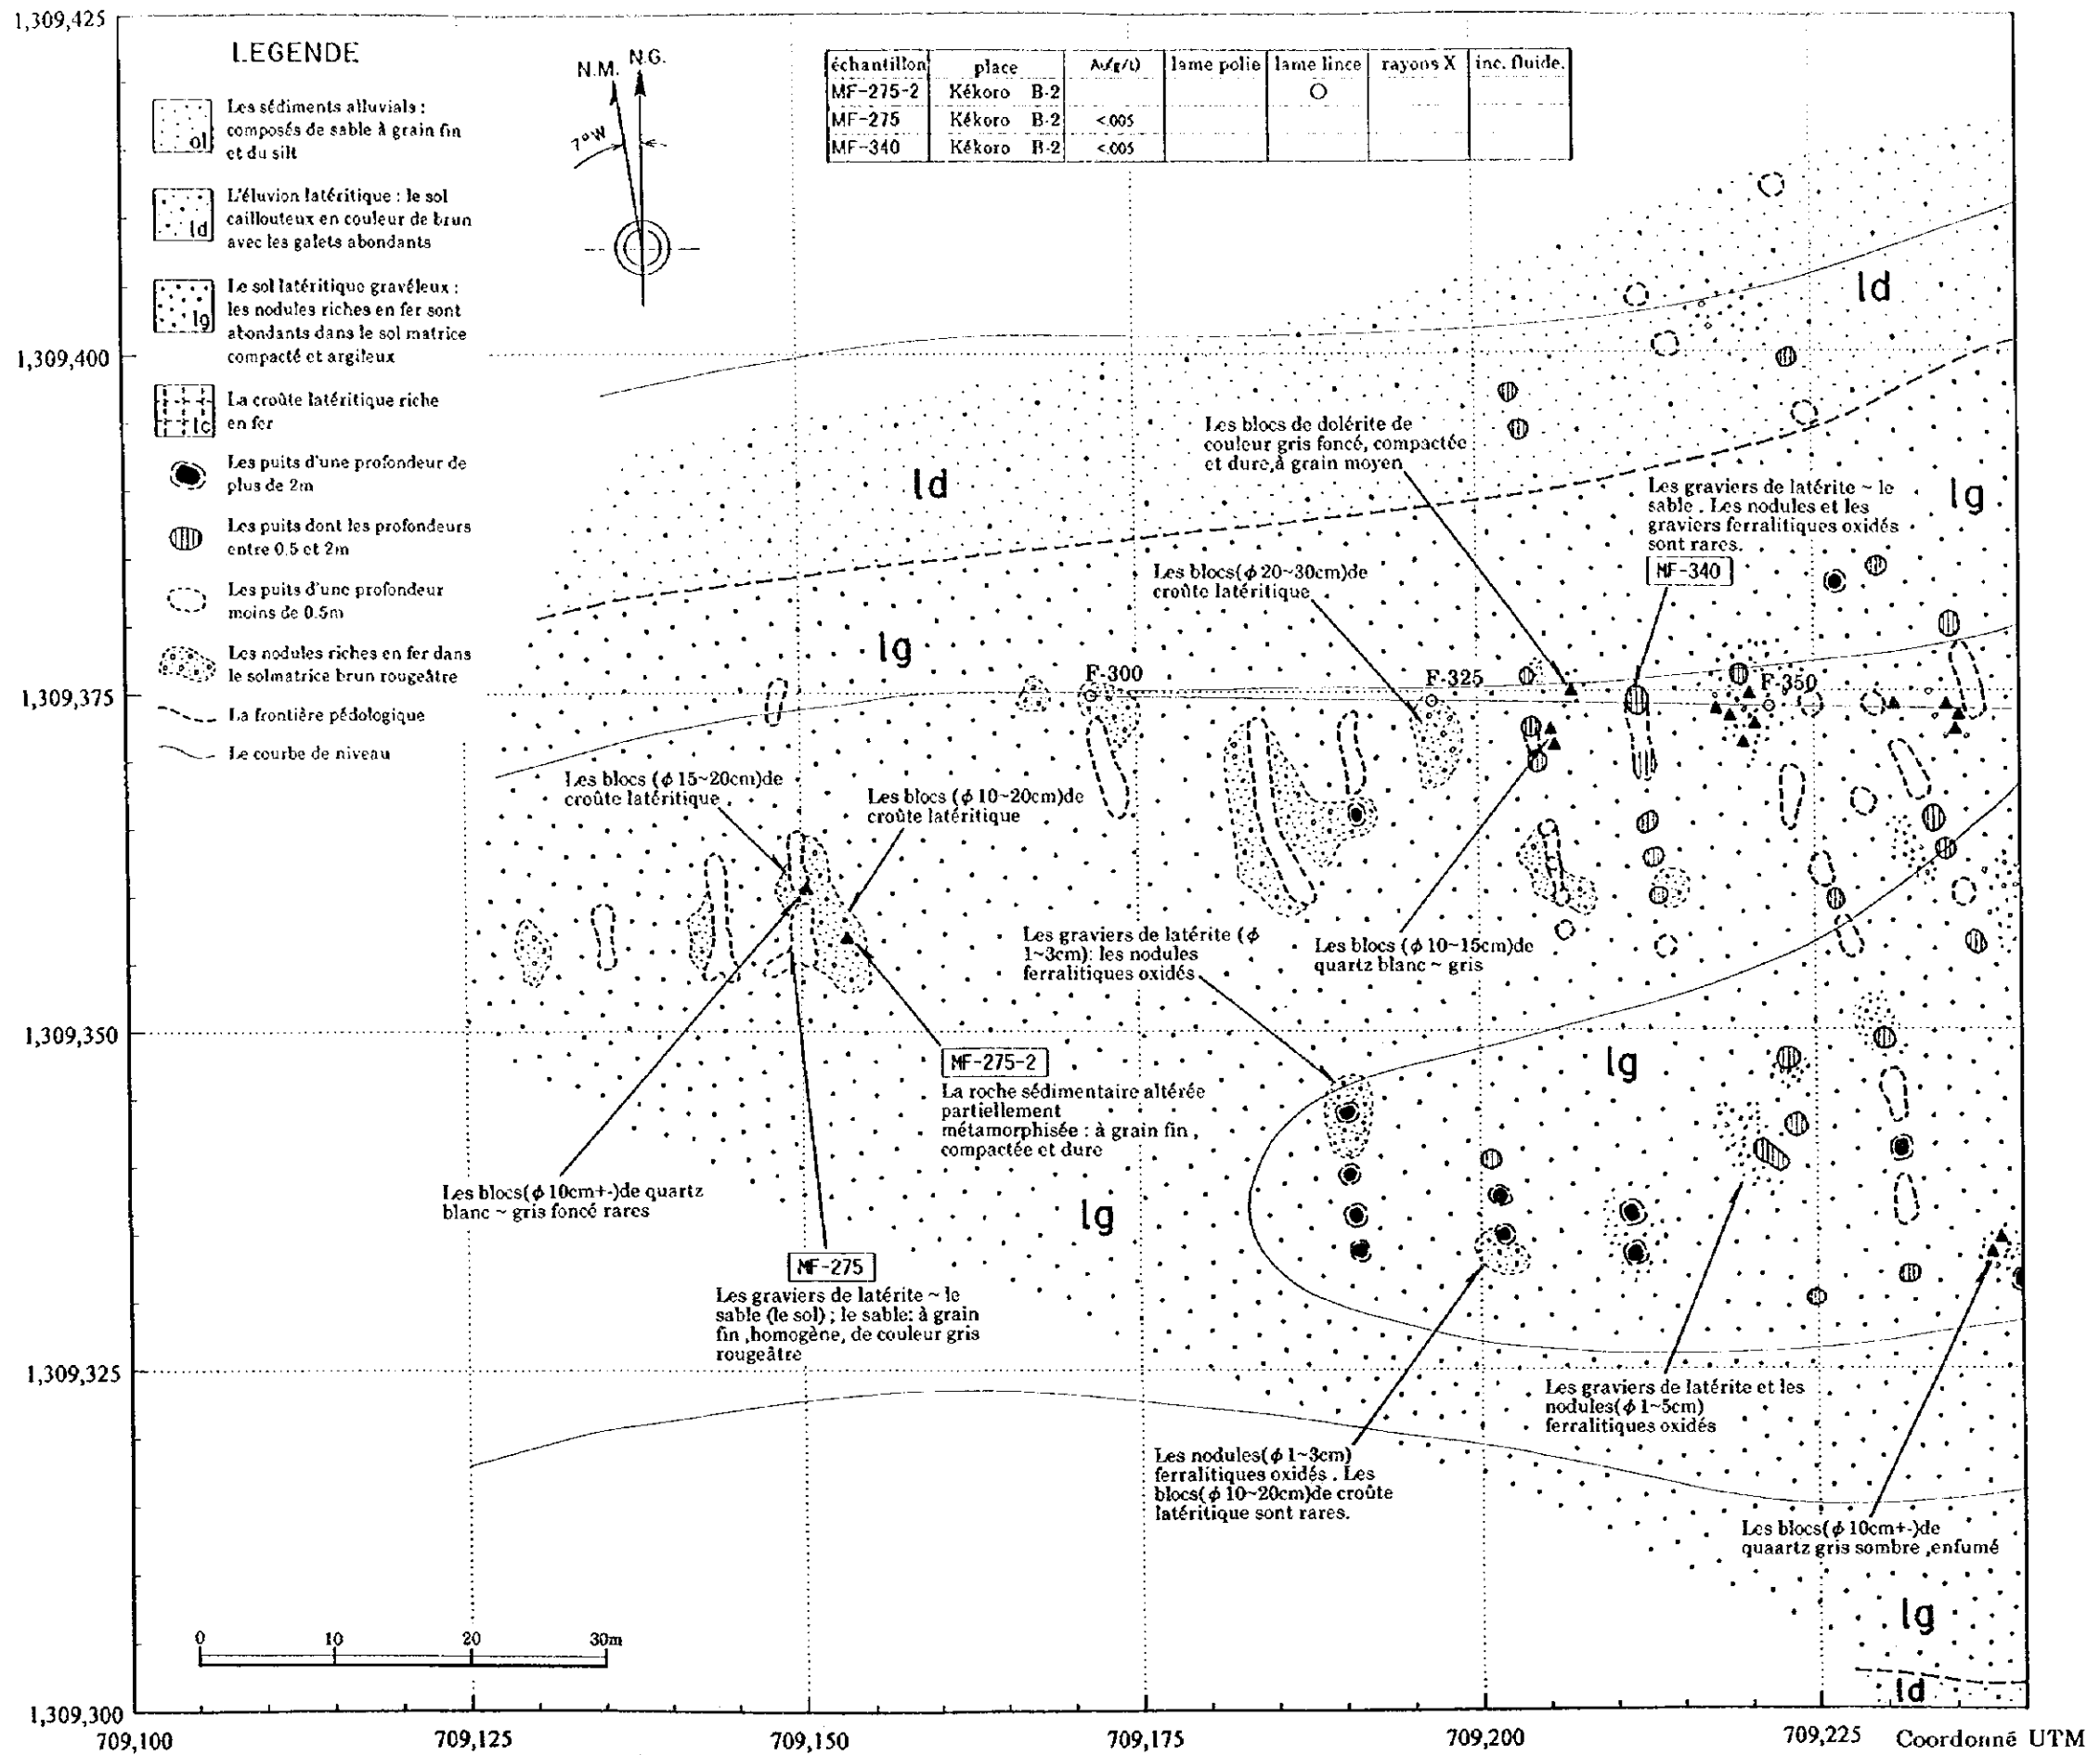 1,309,425
LEGENDE
ol
Les sédiments alluvials :
composés de sable à grain fin
et du silt
ld
L'éluvion latéritique : le sol
caillouteux en couleur de brun
avec les galets abondants
lg
Le sol latéritique gravéleux :
les nodules riches en fer sont
abondants dans le sol matrice
compacté et argileux
lc
La croûte latéritique riche
en fer
Les puits d'une profondeur de
plus de 2m
Les puits dont les profondeurs
entre 0.5 et 2m
Les puits d'une profondeur
moins de 0.5m
Les nodules riches en fer dans
le solmatrice brun rougeâtre
La frontière pédologique
Le courbe de niveau
N.M. N.G.
7°W
échantillon place Au(g/t) lame polie lame lince rayons X inc. fluide.
MF-275-2 Kékoro B-2 O
MF-275 Kékoro B-2 <.005
MF-340 Kékoro B-2 <.005
ld
1,309,400
Les blocs de dolérite de
couleur gris foncé, compactée
et dure,à grain moyen
ld
Les graviers de latérite ~ le
sable . Les nodules et les
graviers ferralitiques oxidés
sont rares.
MF-340
lg
Les blocs(ϕ 20~30cm)de
croûte latéritique
lg
F-300
F-325
F-350
1,309,375
Les blocs (ϕ 15~20cm)de
croûte latéritique
Les blocs (ϕ 10~20cm)de
croûte latéritique
Les graviers de latérite (ϕ
1~3cm): les nodules
ferralitiques oxidés
Les blocs (ϕ 10~15cm)de
quartz blanc ~ gris
1,309,350
MF-275-2
La roche sédimentaire altérée
partiellement
métamorphisée : à grain fin ,
compactée et dure
lg
Les blocs(ϕ 10cm+-)de quartz
blanc ~ gris foncé rares
lg
MF-275
Les graviers de latérite ~ le
sable (le sol) ; le sable: à grain
fin ,homogène, de couleur gris
rougeâtre
1,309,325
Les graviers de latérite et les
nodules(ϕ 1~5cm)
ferralitiques oxidés
Les nodules(ϕ 1~3cm)
ferralitiques oxidés . Les
blocs(ϕ 10~20cm)de croûte
latéritique sont rares.
Les blocs(ϕ 10cm+-)de
quaartz gris sombre ,enfumé
lg
0 10 20 30m
ld
1,309,300
709,100 709,125 709,150 709,175 709,200 709,225 Coordonné UTM